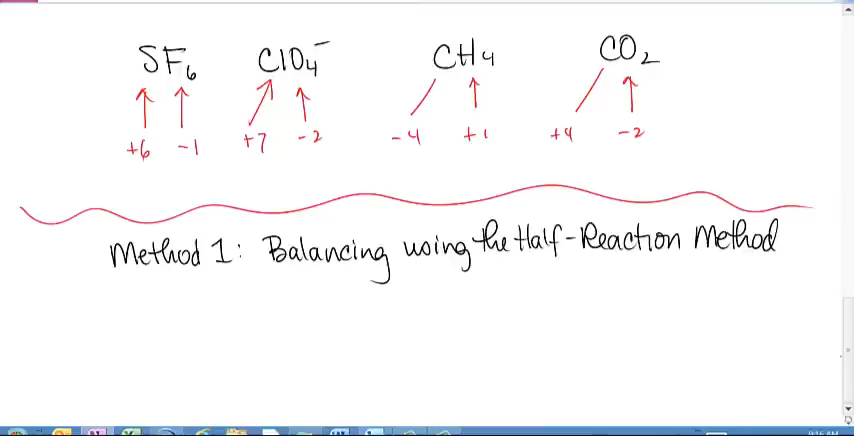 SF₆ ClO₄⁻ CH₄ CO₂
+6 -1 +7 -2 -4 +1 +4 -2
Method 1: Balancing using the Half-Reaction Method